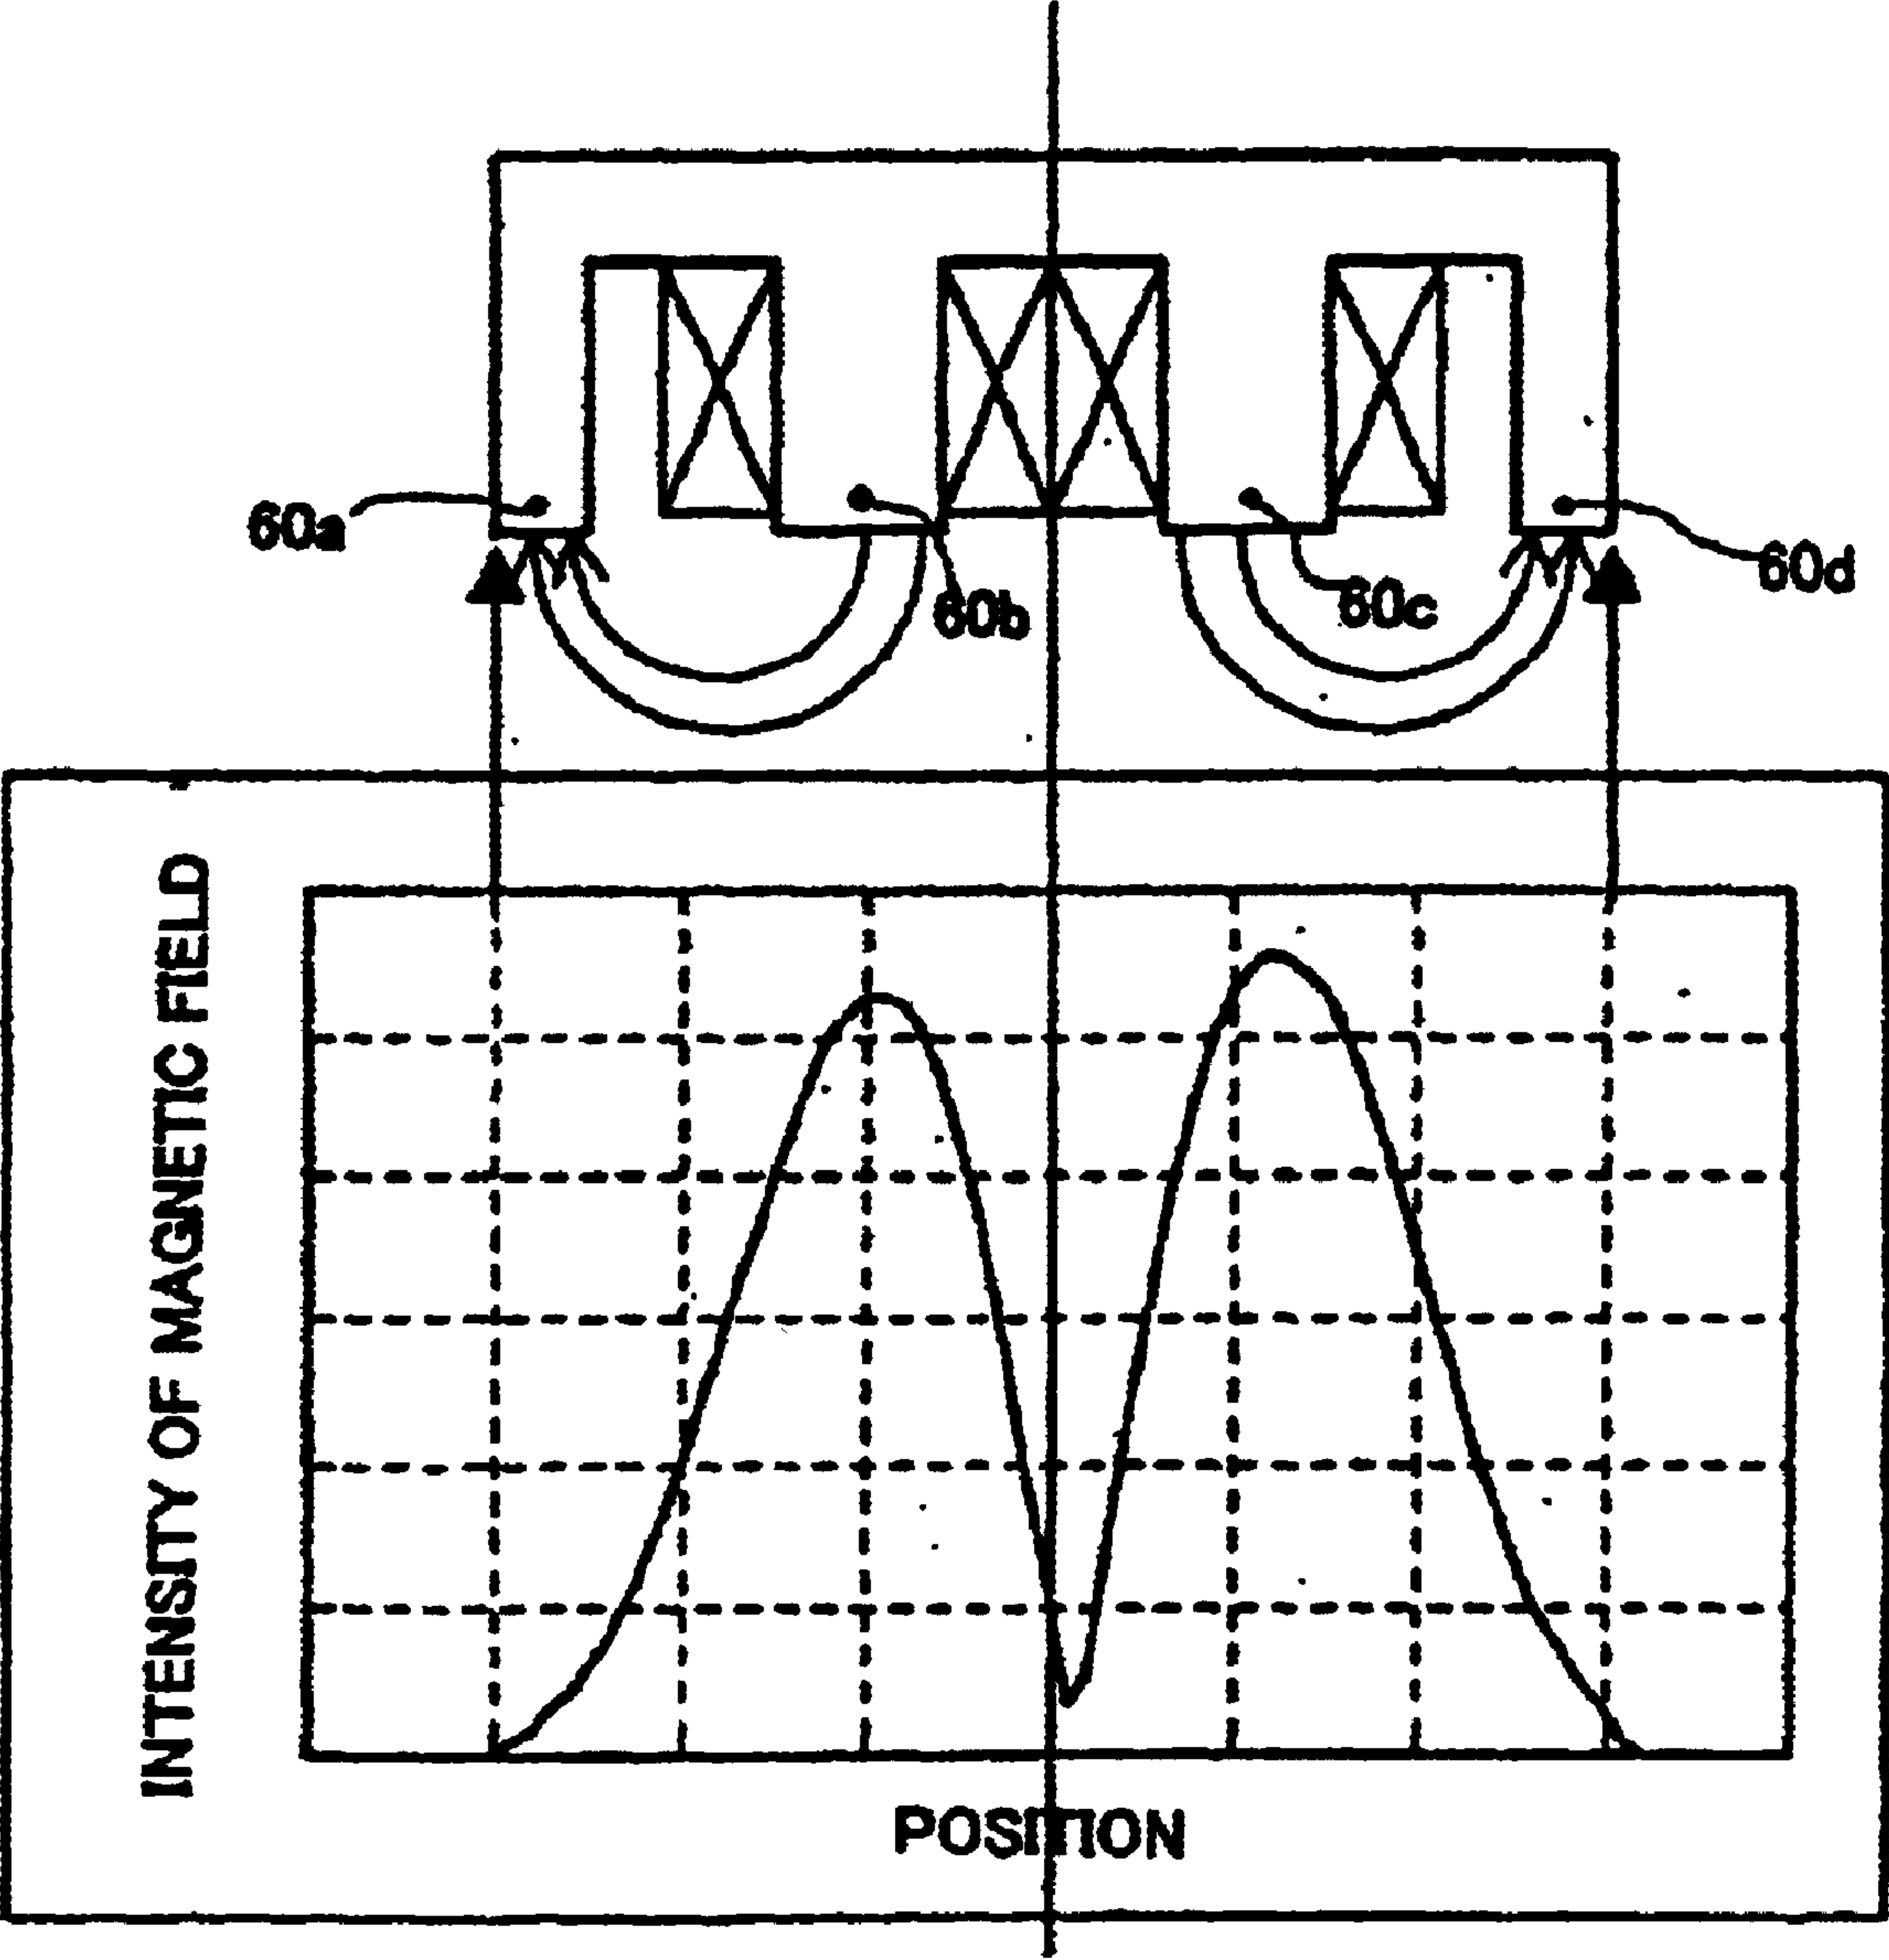 60a
60b
60c
60d
INTENSITY OF MAGNETIC FIELD
POSITION